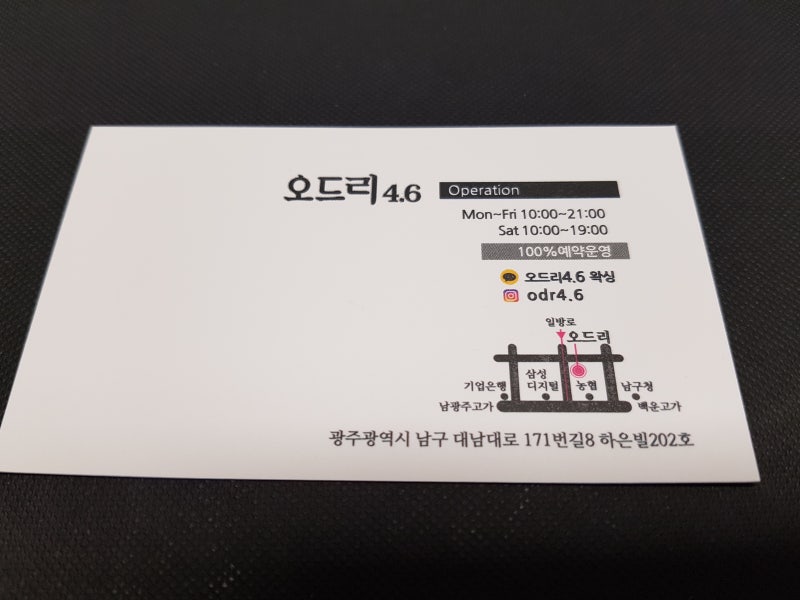 오드리4.6
Operation
Mon~Fri 10:00~21:00
Sat 10:00~19:00
100%예약운영
오드리4.6 왁싱
odr4.6
일방로
오드리
삼성
기업은행 디지털 농협 남구청
남광주고가 백운고가
광주광역시 남구 대남대로 171번길8 하은빌202호